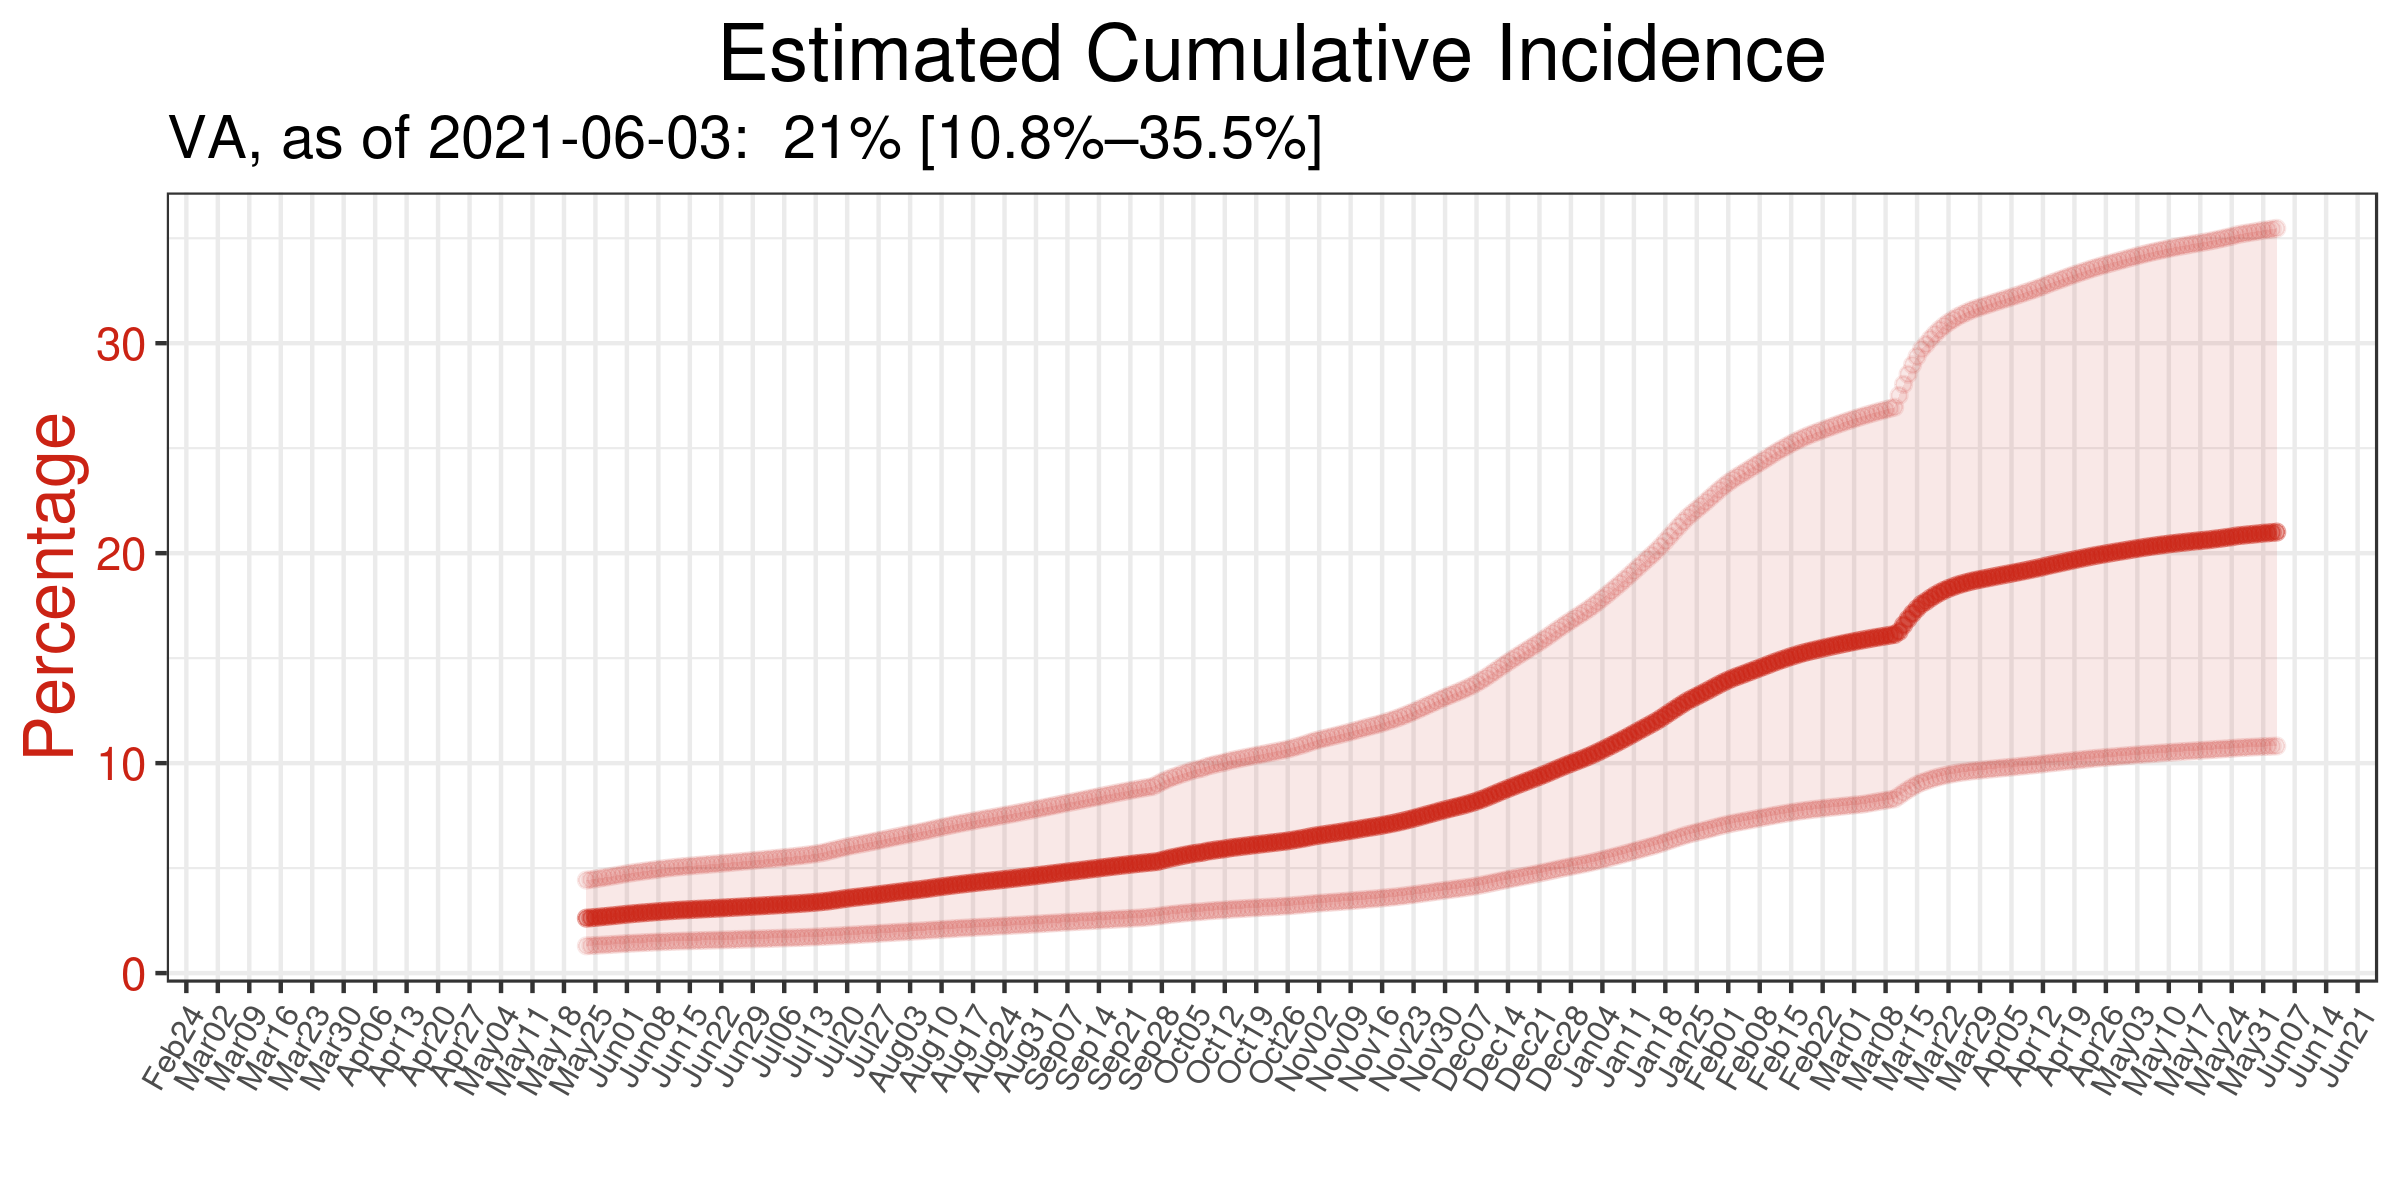 Estimated Cumulative Incidence
VA, as of 2021-06-03:  21% [10.8%–35.5%]
Percentage
30
20
10
0
Feb24
Mar02
Mar09
Mar16
Mar23
Mar30
Apr06
Apr13
Apr20
Apr27
May04
May11
May18
May25
Jun01
Jun08
Jun15
Jun22
Jun29
Jul06
Jul13
Jul20
Jul27
Aug03
Aug10
Aug17
Aug24
Aug31
Sep07
Sep14
Sep21
Sep28
Oct05
Oct12
Oct19
Oct26
Nov02
Nov09
Nov16
Nov23
Nov30
Dec07
Dec14
Dec21
Dec28
Jan04
Jan11
Jan18
Jan25
Feb01
Feb08
Feb15
Feb22
Mar01
Mar08
Mar15
Mar22
Mar29
Apr05
Apr12
Apr19
Apr26
May03
May10
May17
May24
May31
Jun07
Jun14
Jun21